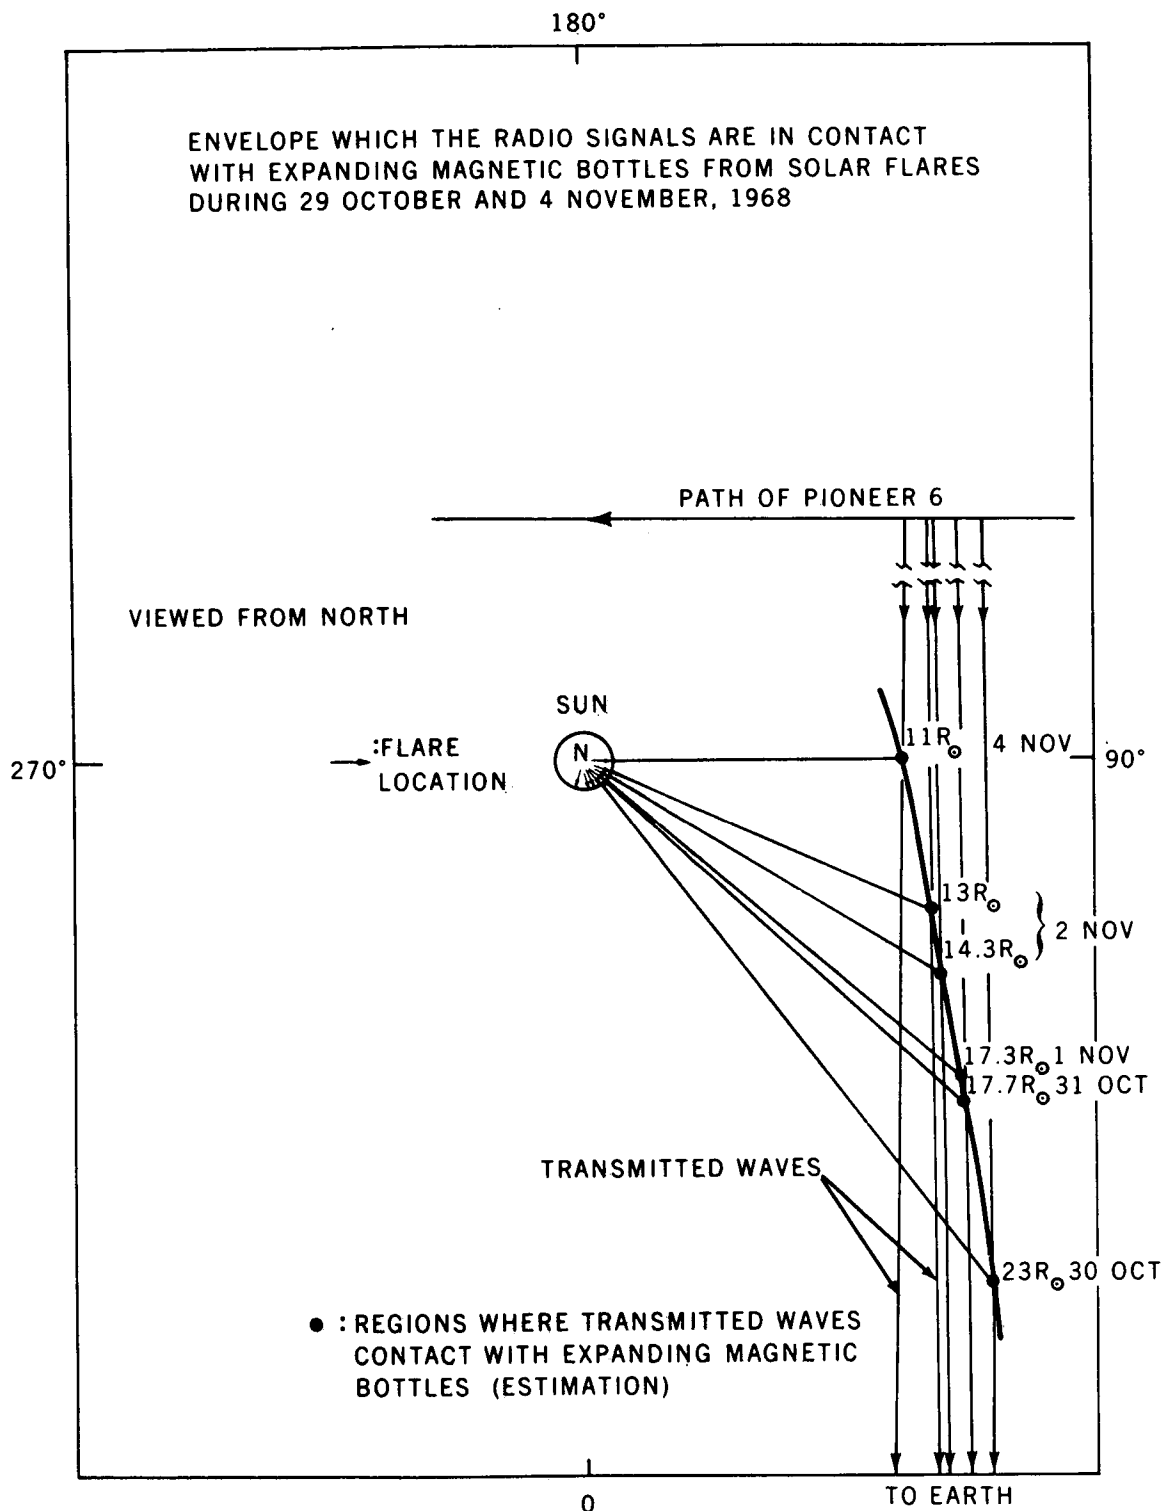 180°
ENVELOPE WHICH THE RADIO SIGNALS ARE IN CONTACT
WITH EXPANDING MAGNETIC BOTTLES FROM SOLAR FLARES
DURING 29 OCTOBER AND 4 NOVEMBER, 1968
PATH OF PIONEER 6
VIEWED FROM NORTH
SUN
N
:FLARE
LOCATION
270°
11R⊙
4 NOV
90°
13R⊙
14.3R⊙
2 NOV
17.3R⊙ 1 NOV
17.7R⊙ 31 OCT
TRANSMITTED WAVES
23R⊙ 30 OCT
● : REGIONS WHERE TRANSMITTED WAVES
CONTACT WITH EXPANDING MAGNETIC
BOTTLES (ESTIMATION)
0
TO EARTH